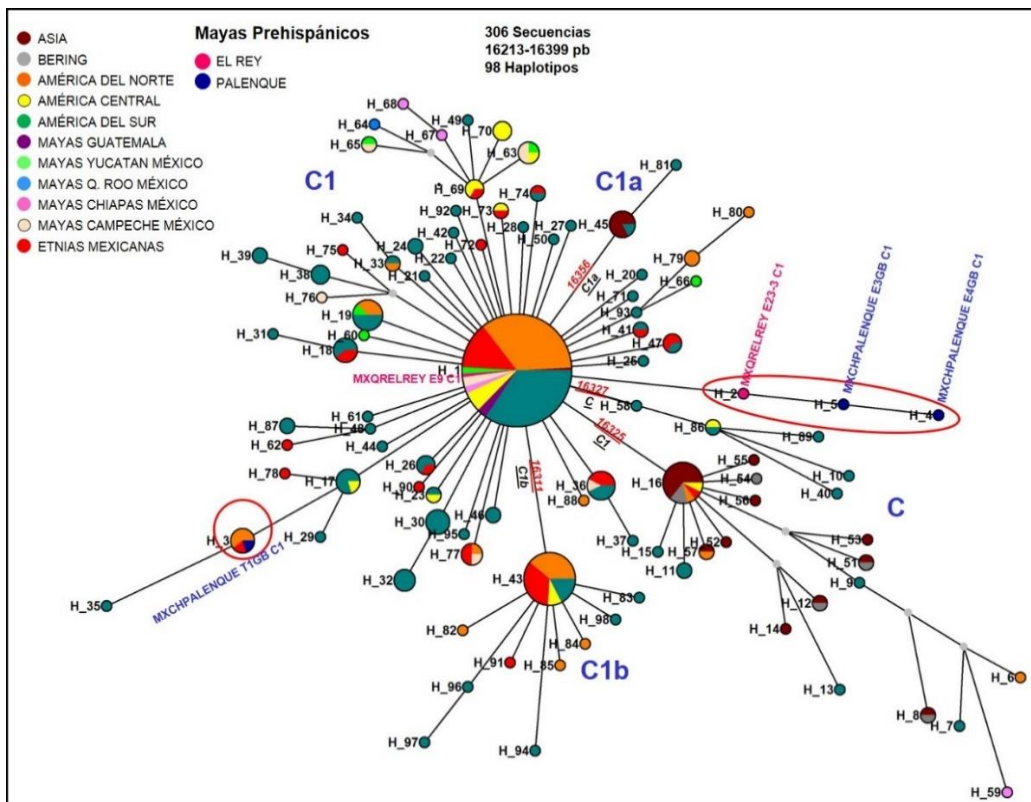 ASIA
BERING
AMÉRICA DEL NORTE
AMÉRICA CENTRAL
AMÉRICA DEL SUR
MAYAS GUATEMALA
MAYAS YUCATAN MÉXICO
MAYAS Q. ROO MÉXICO
MAYAS CHIAPAS MÉXICO
MAYAS CAMPECHE MÉXICO
ETNIAS MEXICANAS
Mayas Prehispánicos
EL REY
PALENQUE
306 Secuencias
16213-16399 pb
98 Haplotipos
H_68
H_64
H_65
H_67
H_49
H_70
H_63
H_69
C1
C1a
H_81
H_74
H_45
H_80
H_34
H_92
H_73
H_28
H_27
H_50
H_42
H_72
H_75
H_24
H_33
H_22
H_21
H_39
H_38
H_76
16356
C1a
H_79
H_20
H_66
H_71
H_93
H_19
H_60
H_31
H_18
H_41
H_47
H_25
H_1
MXQRELREY E9 C1
MXQRELREY E23-3 C1
MXCHPALENQUE E3GB C1
MXCHPALENQUE E4GB C1
H_2
H_5
H_4
16327
C
H_58
16325
C1
H_86
H_89
H_10
H_40
H_61
H_87
H_48
H_62
H_44
H_78
H_17
H_26
H_90
H_23
16311
C1b
H_36
H_88
H_16
H_55
H_54
H_56
C
H_3
H_29
H_30
H_46
H_95
H_77
H_37
H_15
H_57
H_52
H_11
H_53
H_51
H_9
MXCHPALENQUE T1GB C1
H_35
H_32
H_43
H_83
H_98
H_12
H_14
H_82
H_84
H_91
H_85
C1b
H_96
H_13
H_6
H_97
H_94
H_8
H_7
H_59